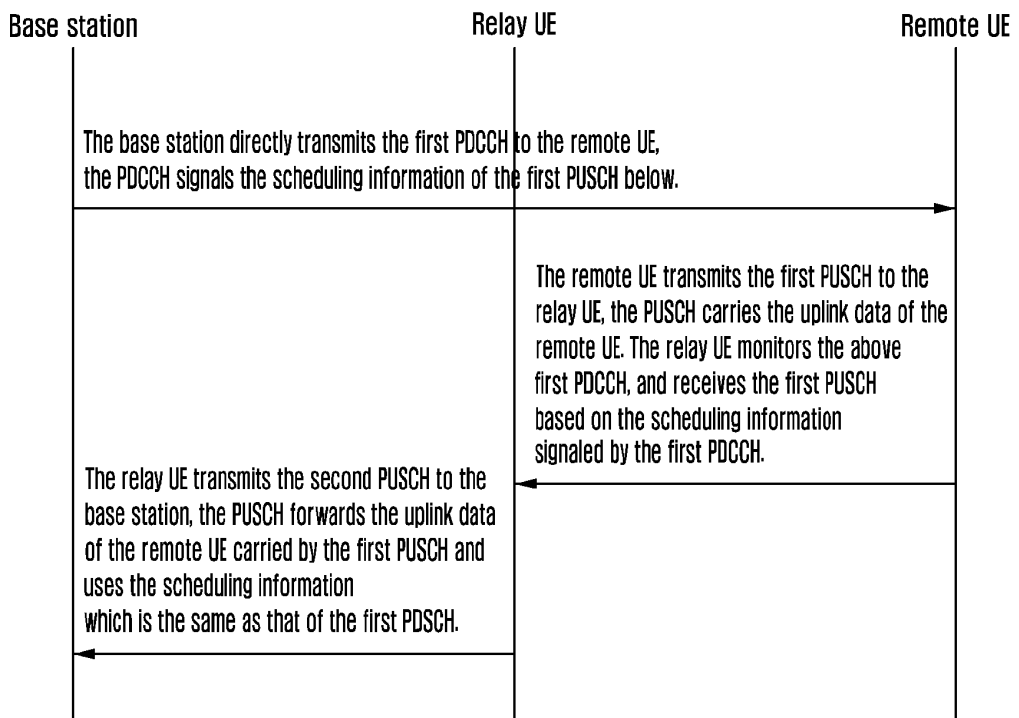 Base station
Relay UE
Remote UE
The base station directly transmits the first PDCCH to the remote UE,
the PDCCH signals the scheduling information of the first PUSCH below.
The remote UE transmits the first PUSCH to the
relay UE, the PUSCH carries the uplink data of the
remote UE. The relay UE monitors the above
first PDCCH, and receives the first PUSCH
based on the scheduling information
signaled by the first PDCCH.
The relay UE transmits the second PUSCH to the
base station, the PUSCH forwards the uplink data
of the remote UE carried by the first PUSCH and
uses the scheduling information
which is the same as that of the first PDSCH.